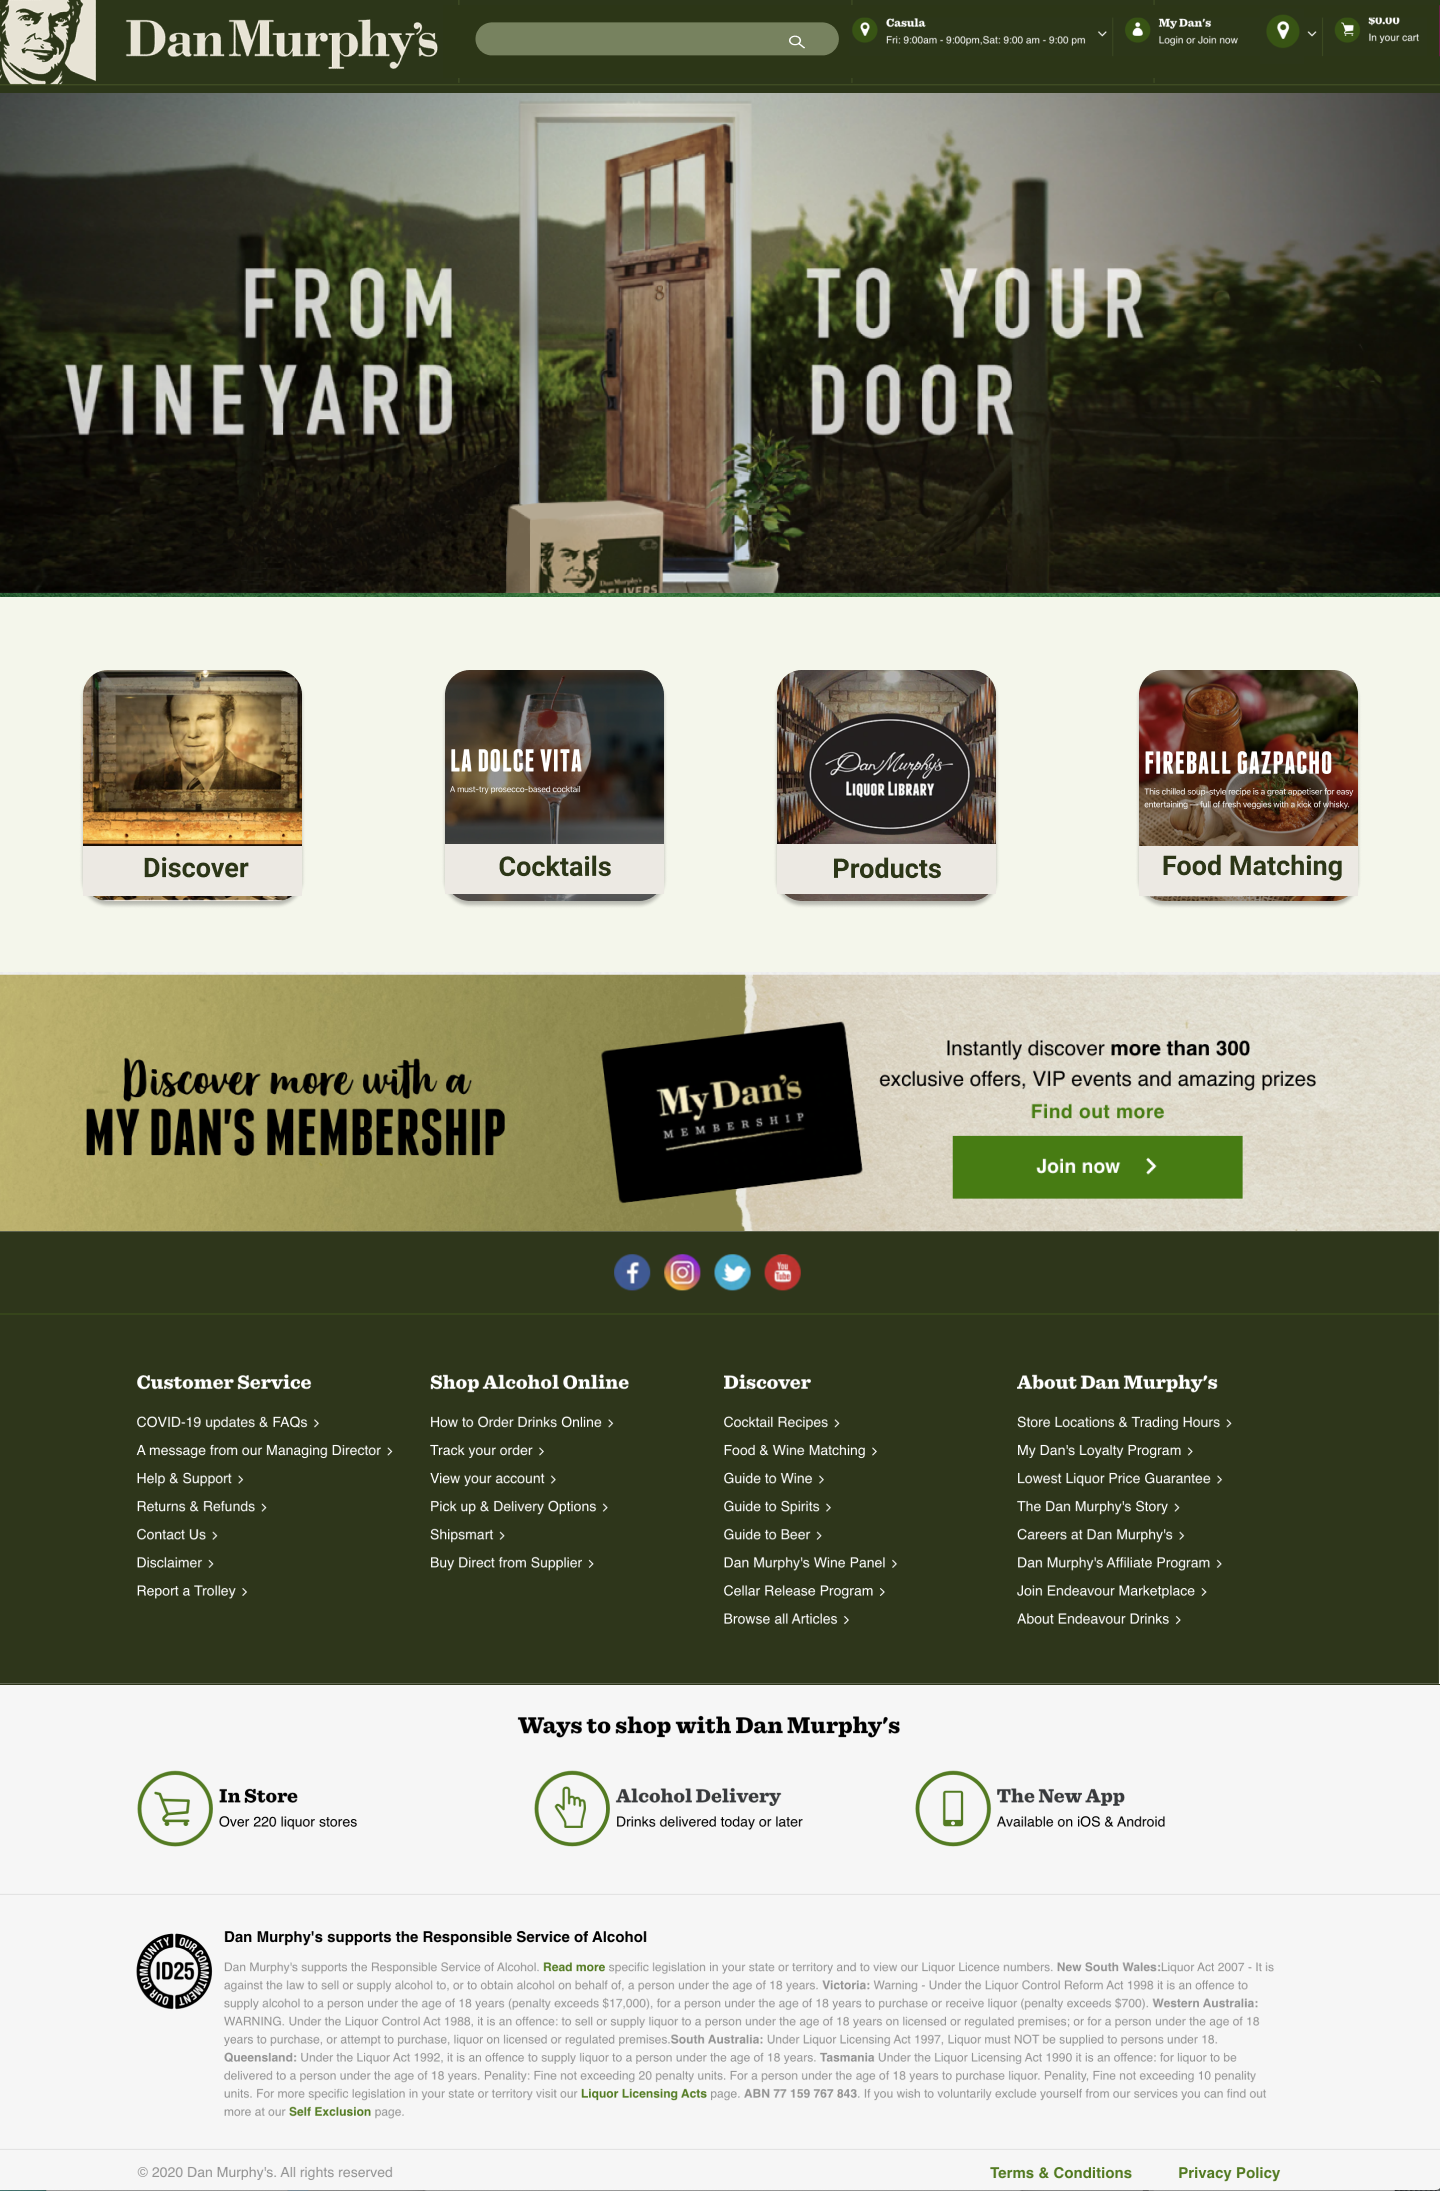 Dan Murphy's
Casula
Fri: 9:00am - 9:00pm,Sat: 9:00 am - 9:00 pm
My Dan's
Login or Join now
$0.00
In your cart
FROM
VINEYARD
TO YOUR
DOOR
8
Dan Murphy's
DELIVERS
Discover
LA DOLCE VITA
A must-try prosecco-based cocktail
Cocktails
Dan Murphy's
LIQUOR LIBRARY
Products
FIREBALL GAZPACHO
This chilled soup-style recipe is a great appetiser for easy
entertaining — full of fresh veggies with a kick of whisky.
Food Matching
Discover more with a
MY DAN'S MEMBERSHIP
My Dan's
MEMBERSHIP
Instantly discover more than 300
exclusive offers, VIP events and amazing prizes
Find out more
Join now
You
Tube
Customer Service
COVID-19 updates & FAQs
A message from our Managing Director
Help & Support
Returns & Refunds
Contact Us
Disclaimer
Report a Trolley
Shop Alcohol Online
How to Order Drinks Online
Track your order
View your account
Pick up & Delivery Options
Shipsmart
Buy Direct from Supplier
Discover
Cocktail Recipes
Food & Wine Matching
Guide to Wine
Guide to Spirits
Guide to Beer
Dan Murphy's Wine Panel
Cellar Release Program
Browse all Articles
About Dan Murphy's
Store Locations & Trading Hours
My Dan's Loyalty Program
Lowest Liquor Price Guarantee
The Dan Murphy's Story
Careers at Dan Murphy's
Dan Murphy's Affiliate Program
Join Endeavour Marketplace
About Endeavour Drinks
Ways to shop with Dan Murphy's
In Store
Over 220 liquor stores
Alcohol Delivery
Drinks delivered today or later
The New App
Available on iOS & Android
ID25
OUR COMMUNITY
OUR COMMITMENT
Dan Murphy's supports the Responsible Service of Alcohol
Dan Murphy's supports the Responsible Service of Alcohol. Read more specific legislation in your state or territory and to view our Liquor Licence numbers. New South Wales:Liquor Act 2007 - It is
against the law to sell or supply alcohol to, or to obtain alcohol on behalf of, a person under the age of 18 years. Victoria: Warning - Under the Liquor Control Reform Act 1998 it is an offence to
supply alcohol to a person under the age of 18 years (penalty exceeds $17,000), for a person under the age of 18 years to purchase or receive liquor (penalty exceeds $700). Western Australia:
WARNING. Under the Liquor Control Act 1988, it is an offence: to sell or supply liquor to a person under the age of 18 years on licensed or regulated premises; or for a person under the age of 18
years to purchase, or attempt to purchase, liquor on licensed or regulated premises.South Australia: Under Liquor Licensing Act 1997, Liquor must NOT be supplied to persons under 18.
Queensland: Under the Liquor Act 1992, it is an offence to supply liquor to a person under the age of 18 years. Tasmania Under the Liquor Licensing Act 1990 it is an offence: for liquor to be
delivered to a person under the age of 18 years. Penality: Fine not exceeding 20 penalty units. For a person under the age of 18 years to purchase liquor. Penality, Fine not exceeding 10 penality
units. For more specific legislation in your state or territory visit our Liquor Licensing Acts page. ABN 77 159 767 843. If you wish to voluntarily exclude yourself from our services you can find out
more at our Self Exclusion page.
© 2020 Dan Murphy's. All rights reserved
Terms & Conditions
Privacy Policy